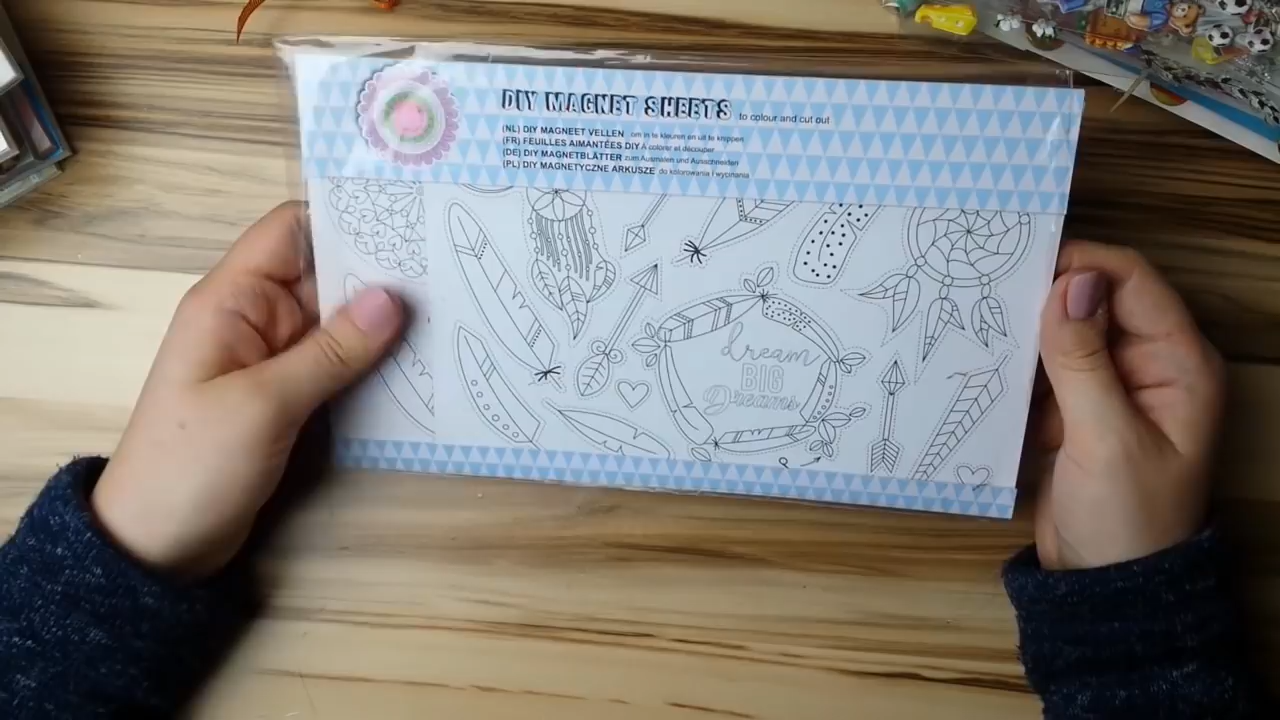 DIY MAGNET SHEETS to colour and cut out
(NL) DIY MAGNEET VELLEN om in te kleuren en uit te knippen
(FR) FEUILLES AIMANTÉES DIY À colorer et découper
(DE) DIY MAGNETBLÄTTER zum Ausmalen und Ausschneiden
(PL) DIY MAGNETYCZNE ARKUSZE do kolorowania i wycinania
dream
BIG
Dreams